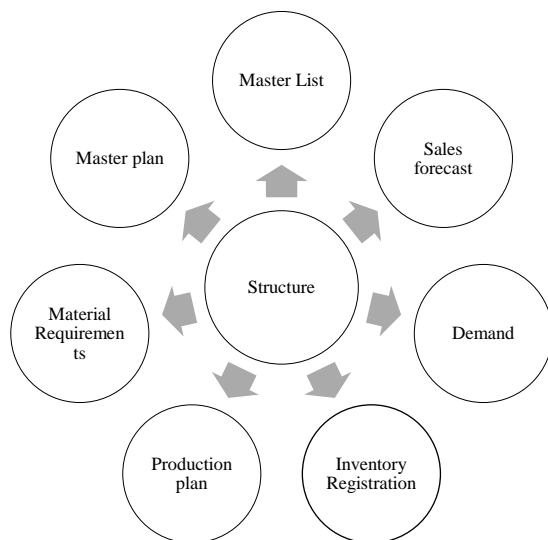 Master List
Sales
forecast
Demand
Inventory
Registration
Production
plan
Material
Requiremen
ts
Master plan
Structure